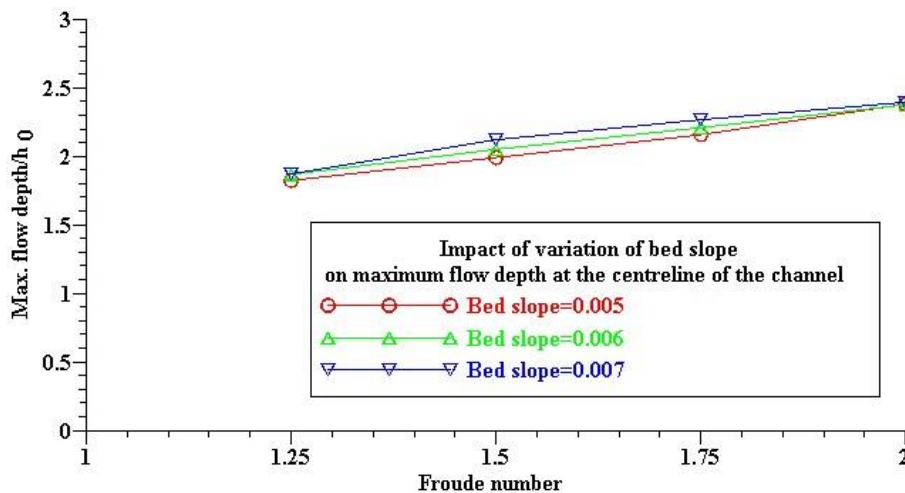 3
2.5
2
1.5
1
0.5
0
Max. flow depth/h0
Impact of variation of bed slope
on maximum flow depth at the centreline of the channel
Bed slope=0.005
Bed slope=0.006
Bed slope=0.007
1 1.25 1.5 1.75 2
Froude number